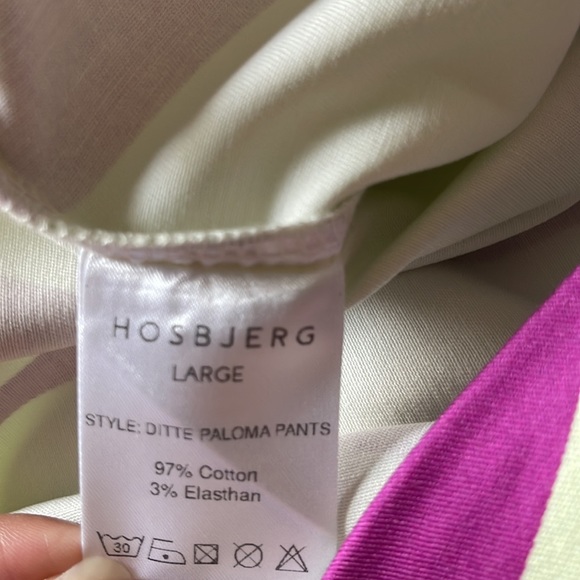 HOSBJERG
LARGE
STYLE: DITTE PALOMA PANTS
97% Cotton
3% Elasthan
30